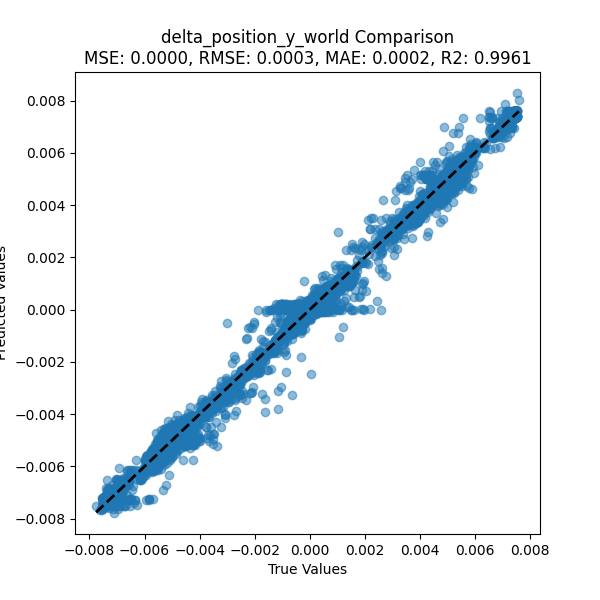 delta_position_y_world Comparison
MSE: 0.0000, RMSE: 0.0003, MAE: 0.0002, R2: 0.9961
Predicted Values
0.008
0.006
0.004
0.002
0.000
−0.002
−0.004
−0.006
−0.008
−0.008 −0.006 −0.004 −0.002 0.000 0.002 0.004 0.006 0.008
True Values